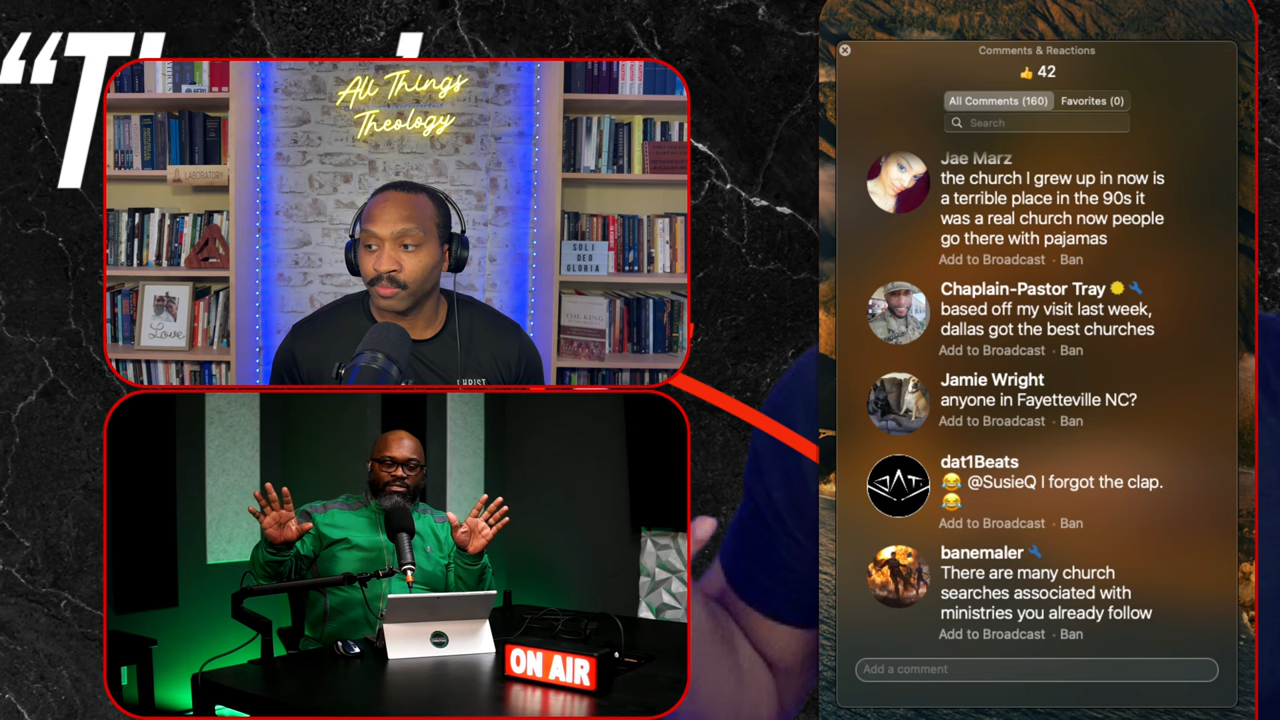 All Things
Theology
LABORATORY
SOLI
DEO
GLORIA
Love
THE KING
CHRIST
ON AIR
Comments & Reactions
👍 42
All Comments (160) Favorites (0)
Search
Jae Marz
the church I grew up in now is
a terrible place in the 90s it
was a real church now people
go there with pajamas
Add to Broadcast · Ban
Chaplain-Pastor Tray
based off my visit last week,
dallas got the best churches
Add to Broadcast · Ban
Jamie Wright
anyone in Fayetteville NC?
Add to Broadcast · Ban
dat1Beats
😂 @SusieQ I forgot the clap.
😂
Add to Broadcast · Ban
banemaler
There are many church
searches associated with
ministries you already follow
Add to Broadcast · Ban
Add a comment